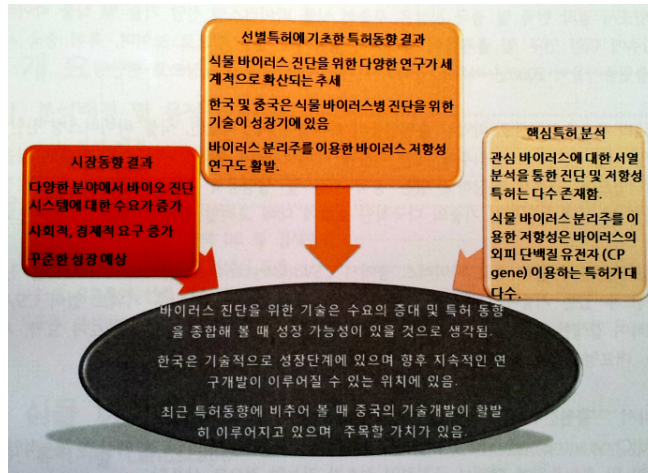 선별특허에 기초한 특허동향 결과
식물 바이러스 진단을 위한 다양한 연구가 세
계적으로 확산되는 추세
한국 및 중국은 식물 바이러스병 진단을 위한
기술이 성장기에 있음
바이러스 분리주를 이용한 바이러스 저항성
연구도 활발.
시장동향 결과
다양한 분야에서 바이오 진단
시스템에 대한 수요가 증가
사회적, 경제적 요구 증가
꾸준한 성장 예상
핵심특허 분석
관심 바이러스에 대한 서열
분석을 통한 진단 및 저항성
특허는 다수 존재함.
식물 바이러스 분리주를 이
용한 저항성은 바이러스의
외피 단백질 유전자 (CP
gene) 이용하는 특허가 대
다수.
바이러스 진단을 위한 기술은 수요의 증대 및 특허 동향
을 종합해 볼 때 성장 가능성이 있을 것으로 생각됨.
한국은 기술적으로 성장단계에 있으며 향후 지속적인 연
구개발이 이루어질 수 있는 위치에 있음.
최근 특허동향에 비추어 볼 때 중국의 기술개발이 활발
히 이루어지고 있으며 주목할 가치가 있음.